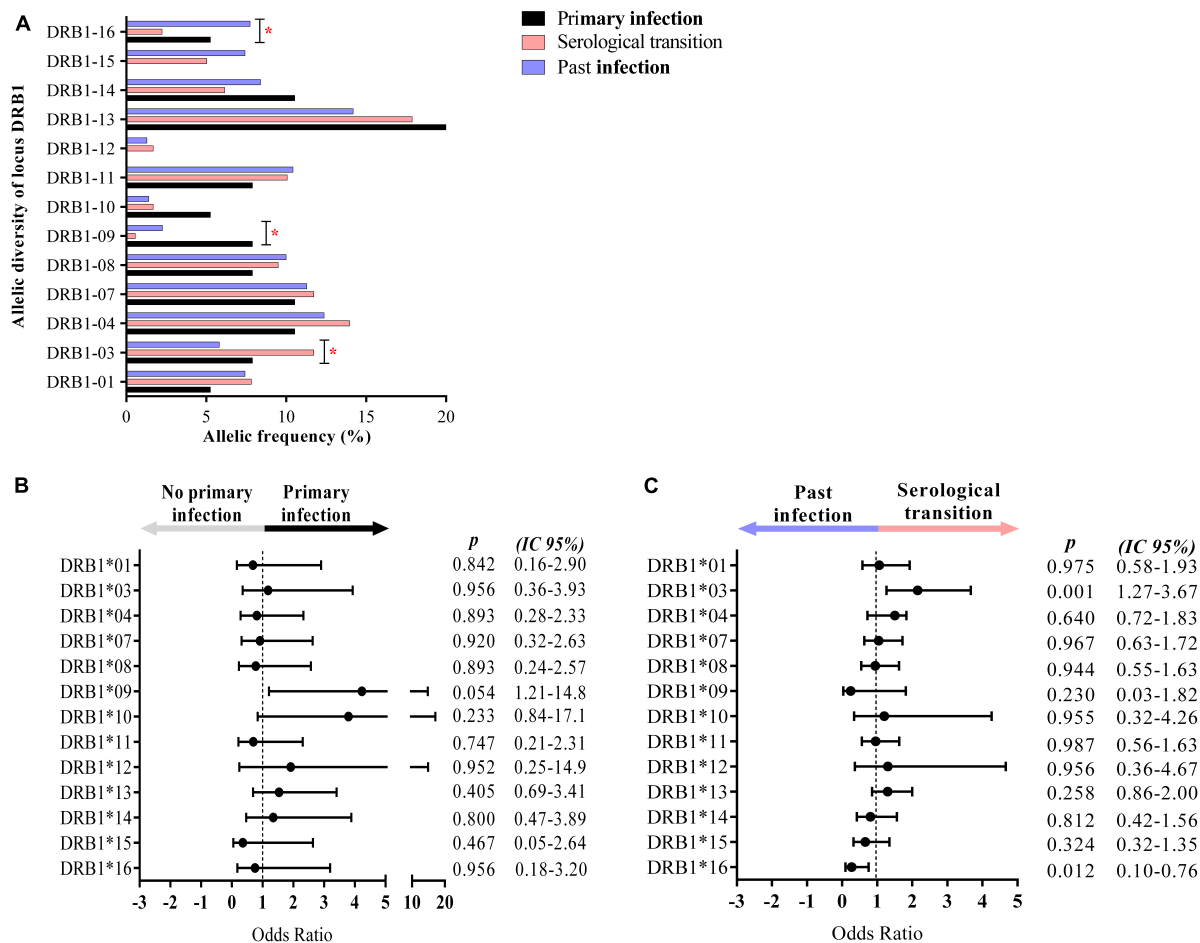 A
Primary infection
Serological transition
Past infection
Allelic diversity of locus DRB1
DRB1-16
*
DRB1-15
DRB1-14
DRB1-13
DRB1-12
DRB1-11
DRB1-10
DRB1-09
*
DRB1-08
DRB1-07
DRB1-04
DRB1-03
*
DRB1-01
0 5 10 15 20
Allelic frequency (%)
B
No primary infection
Primary infection
p (IC 95%)
DRB1*01 0.842 0.16-2.90
DRB1*03 0.956 0.36-3.93
DRB1*04 0.893 0.28-2.33
DRB1*07 0.920 0.32-2.63
DRB1*08 0.893 0.24-2.57
DRB1*09 0.054 1.21-14.8
DRB1*10 0.233 0.84-17.1
DRB1*11 0.747 0.21-2.31
DRB1*12 0.952 0.25-14.9
DRB1*13 0.405 0.69-3.41
DRB1*14 0.800 0.47-3.89
DRB1*15 0.467 0.05-2.64
DRB1*16 0.956 0.18-3.20
-3 -2 -1 0 1 2 3 4 5 10 20
Odds Ratio
C
Past infection
Serological transition
p (IC 95%)
DRB1*01 0.975 0.58-1.93
DRB1*03 0.001 1.27-3.67
DRB1*04 0.640 0.72-1.83
DRB1*07 0.967 0.63-1.72
DRB1*08 0.944 0.55-1.63
DRB1*09 0.230 0.03-1.82
DRB1*10 0.955 0.32-4.26
DRB1*11 0.987 0.56-1.63
DRB1*12 0.956 0.36-4.67
DRB1*13 0.258 0.86-2.00
DRB1*14 0.812 0.42-1.56
DRB1*15 0.324 0.32-1.35
DRB1*16 0.012 0.10-0.76
-3 -2 -1 0 1 2 3 4 5
Odds Ratio